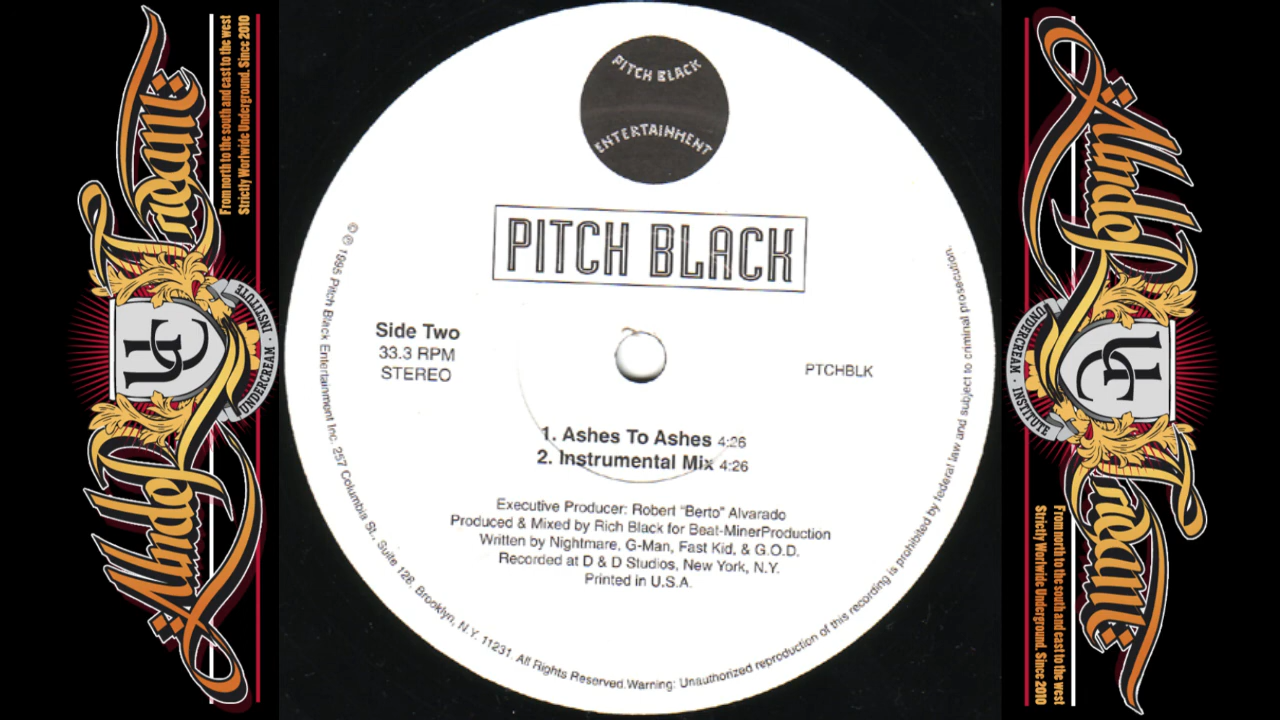 From north to the south and east to the west
Strictly Wortwide Underground. Since 2010
UC
UNDERCREAM · INSTITUTE
PITCH BLACK
ENTERTAINMENT
PITCH BLACK
Side Two
33.3 RPM
STEREO
PTCHBLK
1. Ashes To Ashes 4:26
2. Instrumental Mix 4:26
Executive Producer: Robert "Berto" Alvarado
Produced & Mixed by Rich Black for Beat-MinerProduction
Written by Nightmare, G-Man, Fast Kid, & G.O.D.
Recorded at D & D Studios, New York, N.Y.
Printed in U.S.A.
© ℗ 1995 Pitch Black Entertainment Inc. 257 Columbia St., Suite 126, Brooklyn, N.Y. 11231. All Rights Reserved.Warning: Unauthorized reproduction of this recording is prohibited by federal law and subject to criminal prosecution.
UC
UNDERCREAM · INSTITUTE
From north to the south and east to the west
Strictly Wortwide Underground. Since 2010